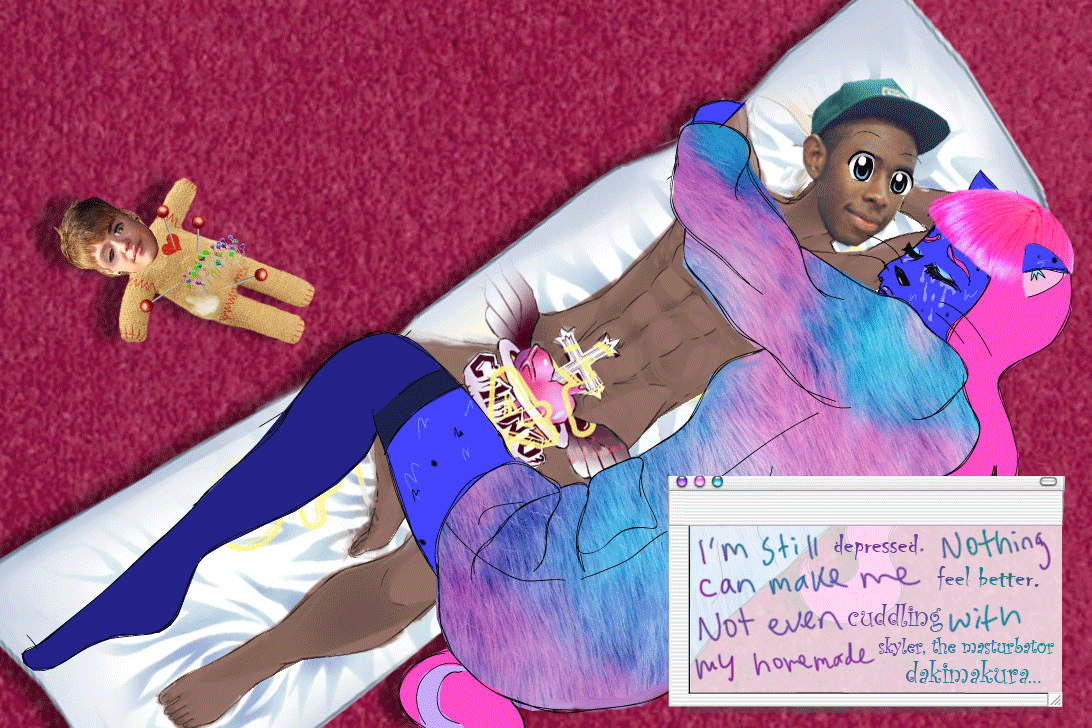 I'm still depressed. Nothing
can make me feel better.
Not even cuddling with
my homemade skyler, the masturbator
dakimakura...